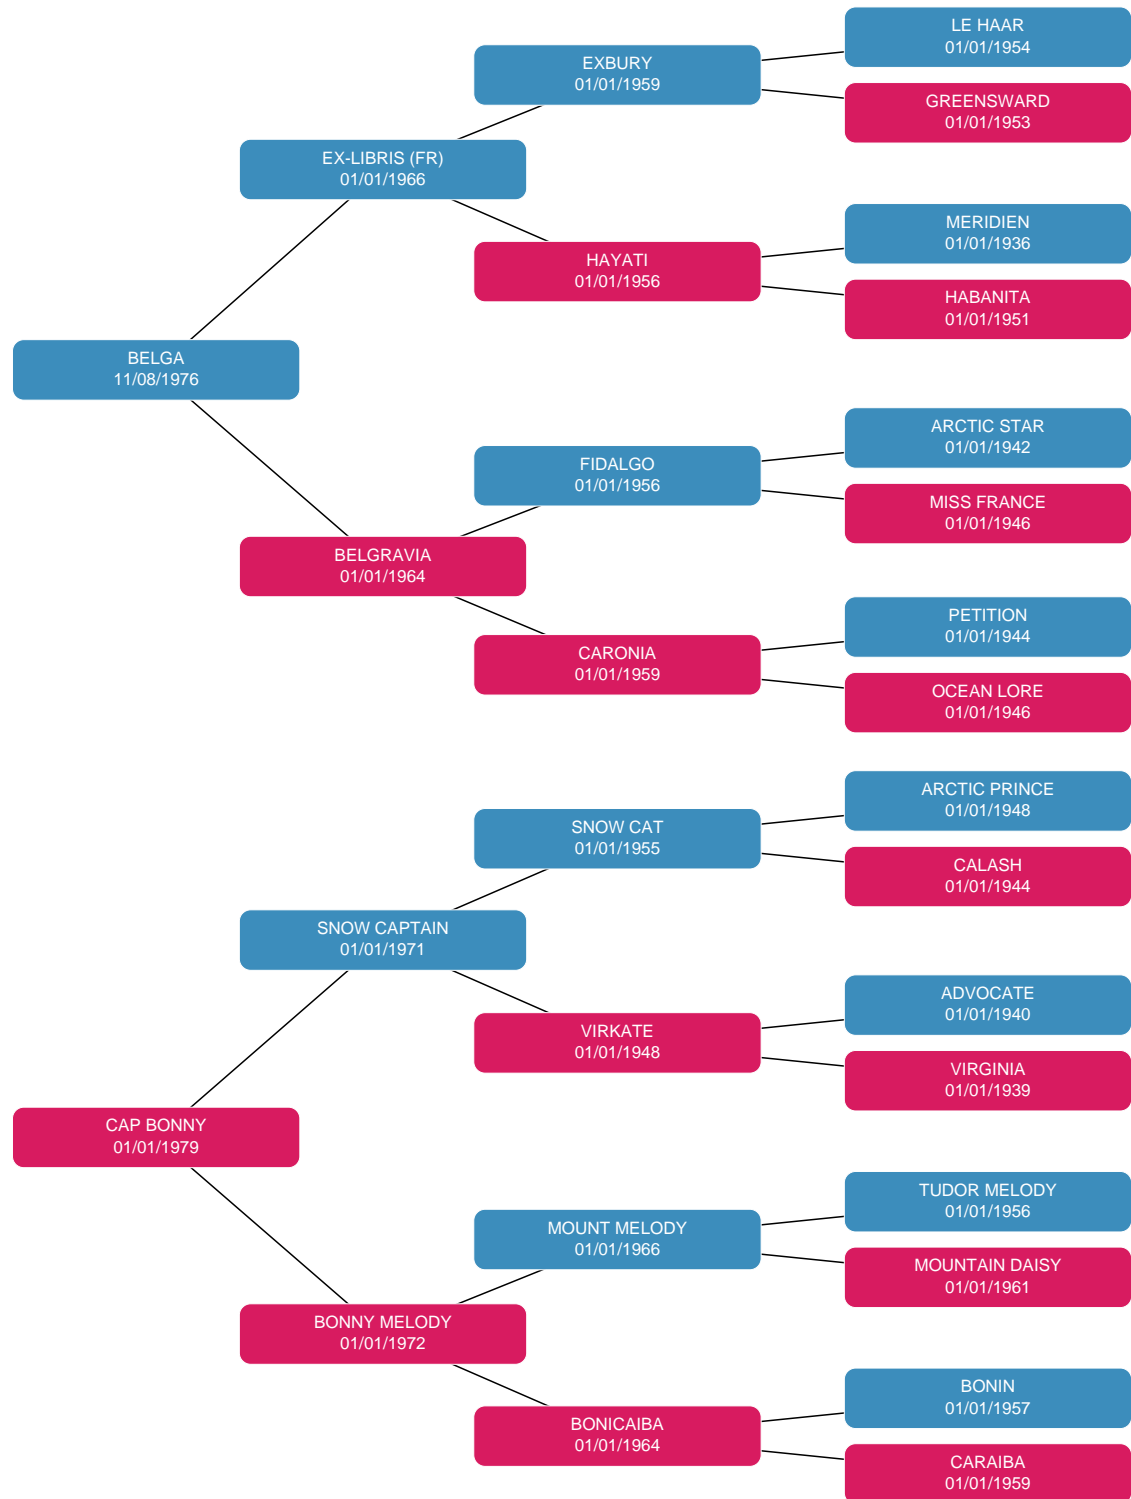 LE HAAR
01/01/1954
EXBURY
01/01/1959
GREENSWARD
01/01/1953
EX-LIBRIS (FR)
01/01/1966
MERIDIEN
01/01/1936
HAYATI
01/01/1956
HABANITA
01/01/1951
BELGA
11/08/1976
ARCTIC STAR
01/01/1942
FIDALGO
01/01/1956
MISS FRANCE
01/01/1946
BELGRAVIA
01/01/1964
PETITION
01/01/1944
CARONIA
01/01/1959
OCEAN LORE
01/01/1946
ARCTIC PRINCE
01/01/1948
SNOW CAT
01/01/1955
CALASH
01/01/1944
SNOW CAPTAIN
01/01/1971
ADVOCATE
01/01/1940
VIRKATE
01/01/1948
VIRGINIA
01/01/1939
CAP BONNY
01/01/1979
TUDOR MELODY
01/01/1956
MOUNT MELODY
01/01/1966
MOUNTAIN DAISY
01/01/1961
BONNY MELODY
01/01/1972
BONIN
01/01/1957
BONICAIBA
01/01/1964
CARAIBA
01/01/1959